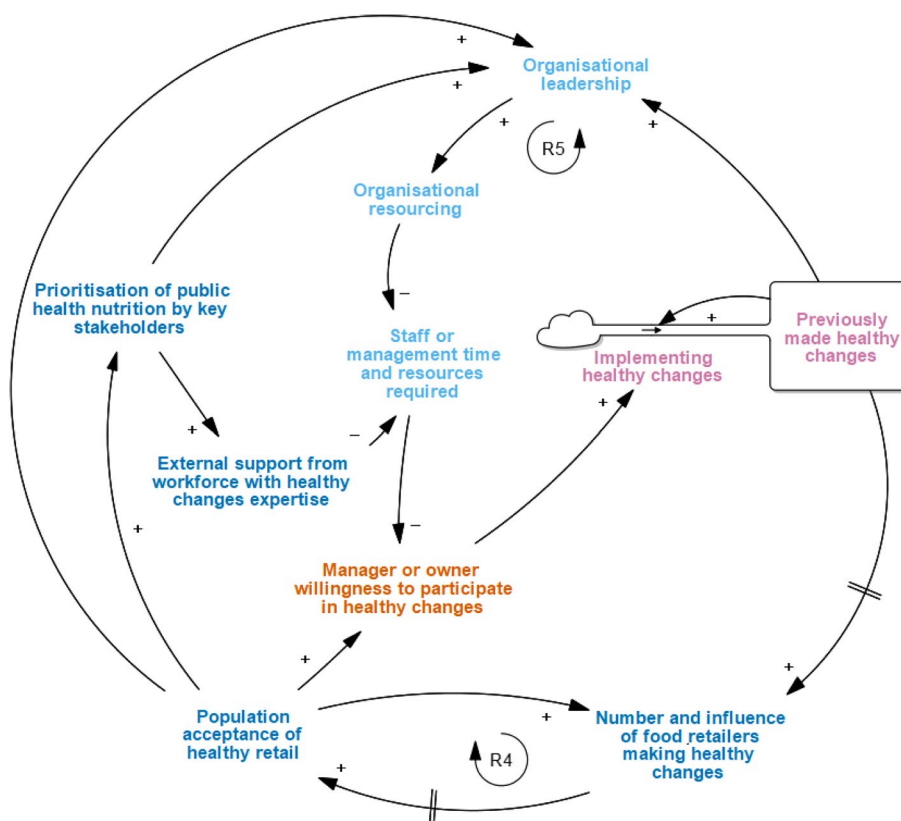 +
Organisational
leadership
+
+
+
R5
Organisational
resourcing
Prioritisation of public
health nutrition by key
stakeholders
–
Staff or
management time
and resources
required
+
Previously
made healthy
changes
Implementing
healthy changes
+
+
–
External support from
workforce with healthy
changes expertise
+
–
Manager or owner
willingness to participate
in healthy changes
+
+
Population
acceptance of
healthy retail
+
Number and influence
of food retailers
making healthy
changes
R4
+